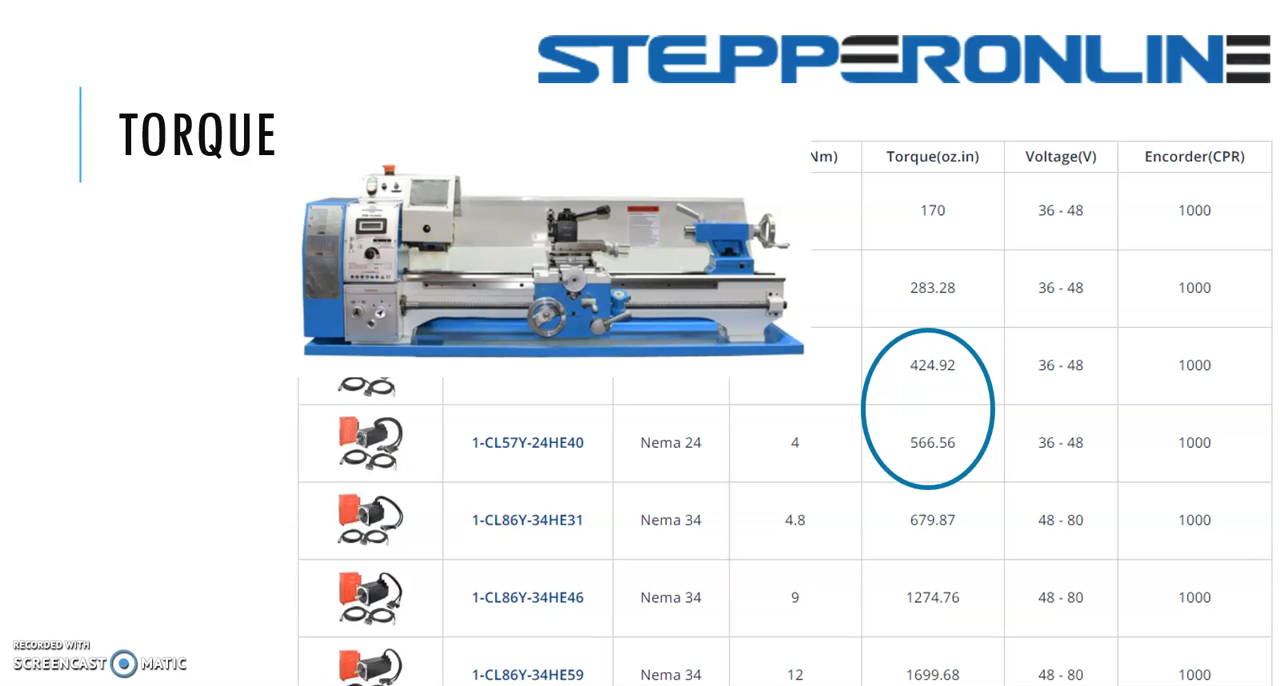 STEPPERONLINE
TORQUE
Nm) Torque(oz.in) Voltage(V) Encorder(CPR)
170 36 - 48 1000
283.28 36 - 48 1000
424.92 36 - 48 1000
1-CL57Y-24HE40 Nema 24 4 566.56 36 - 48 1000
1-CL86Y-34HE31 Nema 34 4.8 679.87 48 - 80 1000
1-CL86Y-34HE46 Nema 34 9 1274.76 48 - 80 1000
1-CL86Y-34HE59 Nema 34 12 1699.68 48 - 80 1000
RECORDED WITH
SCREENCAST MATIC